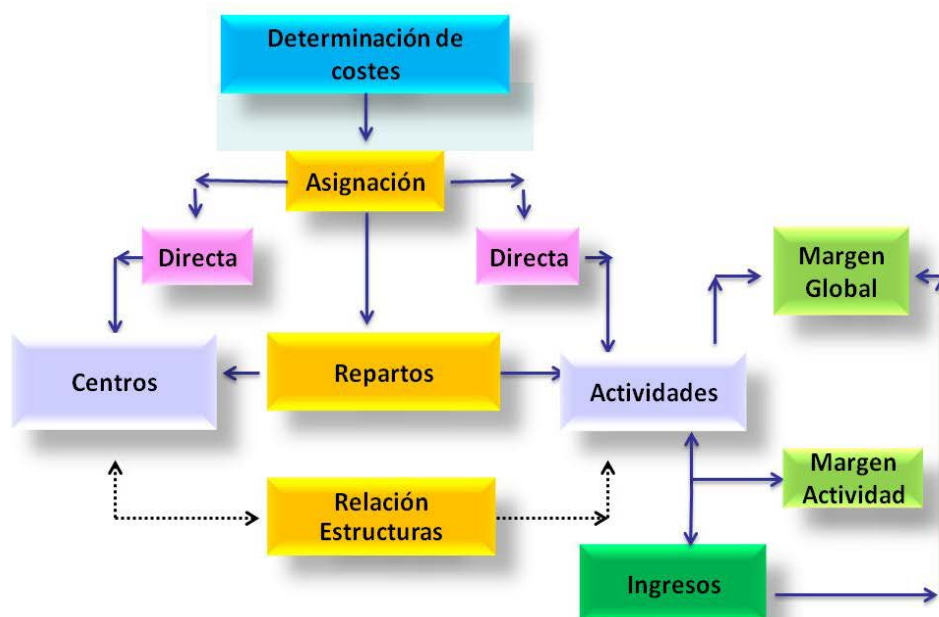 Determinación de
costes
Asignación
Directa
Directa
Margen
Global
Centros
Repartos
Actividades
Margen
Actividad
Relación
Estructuras
Ingresos